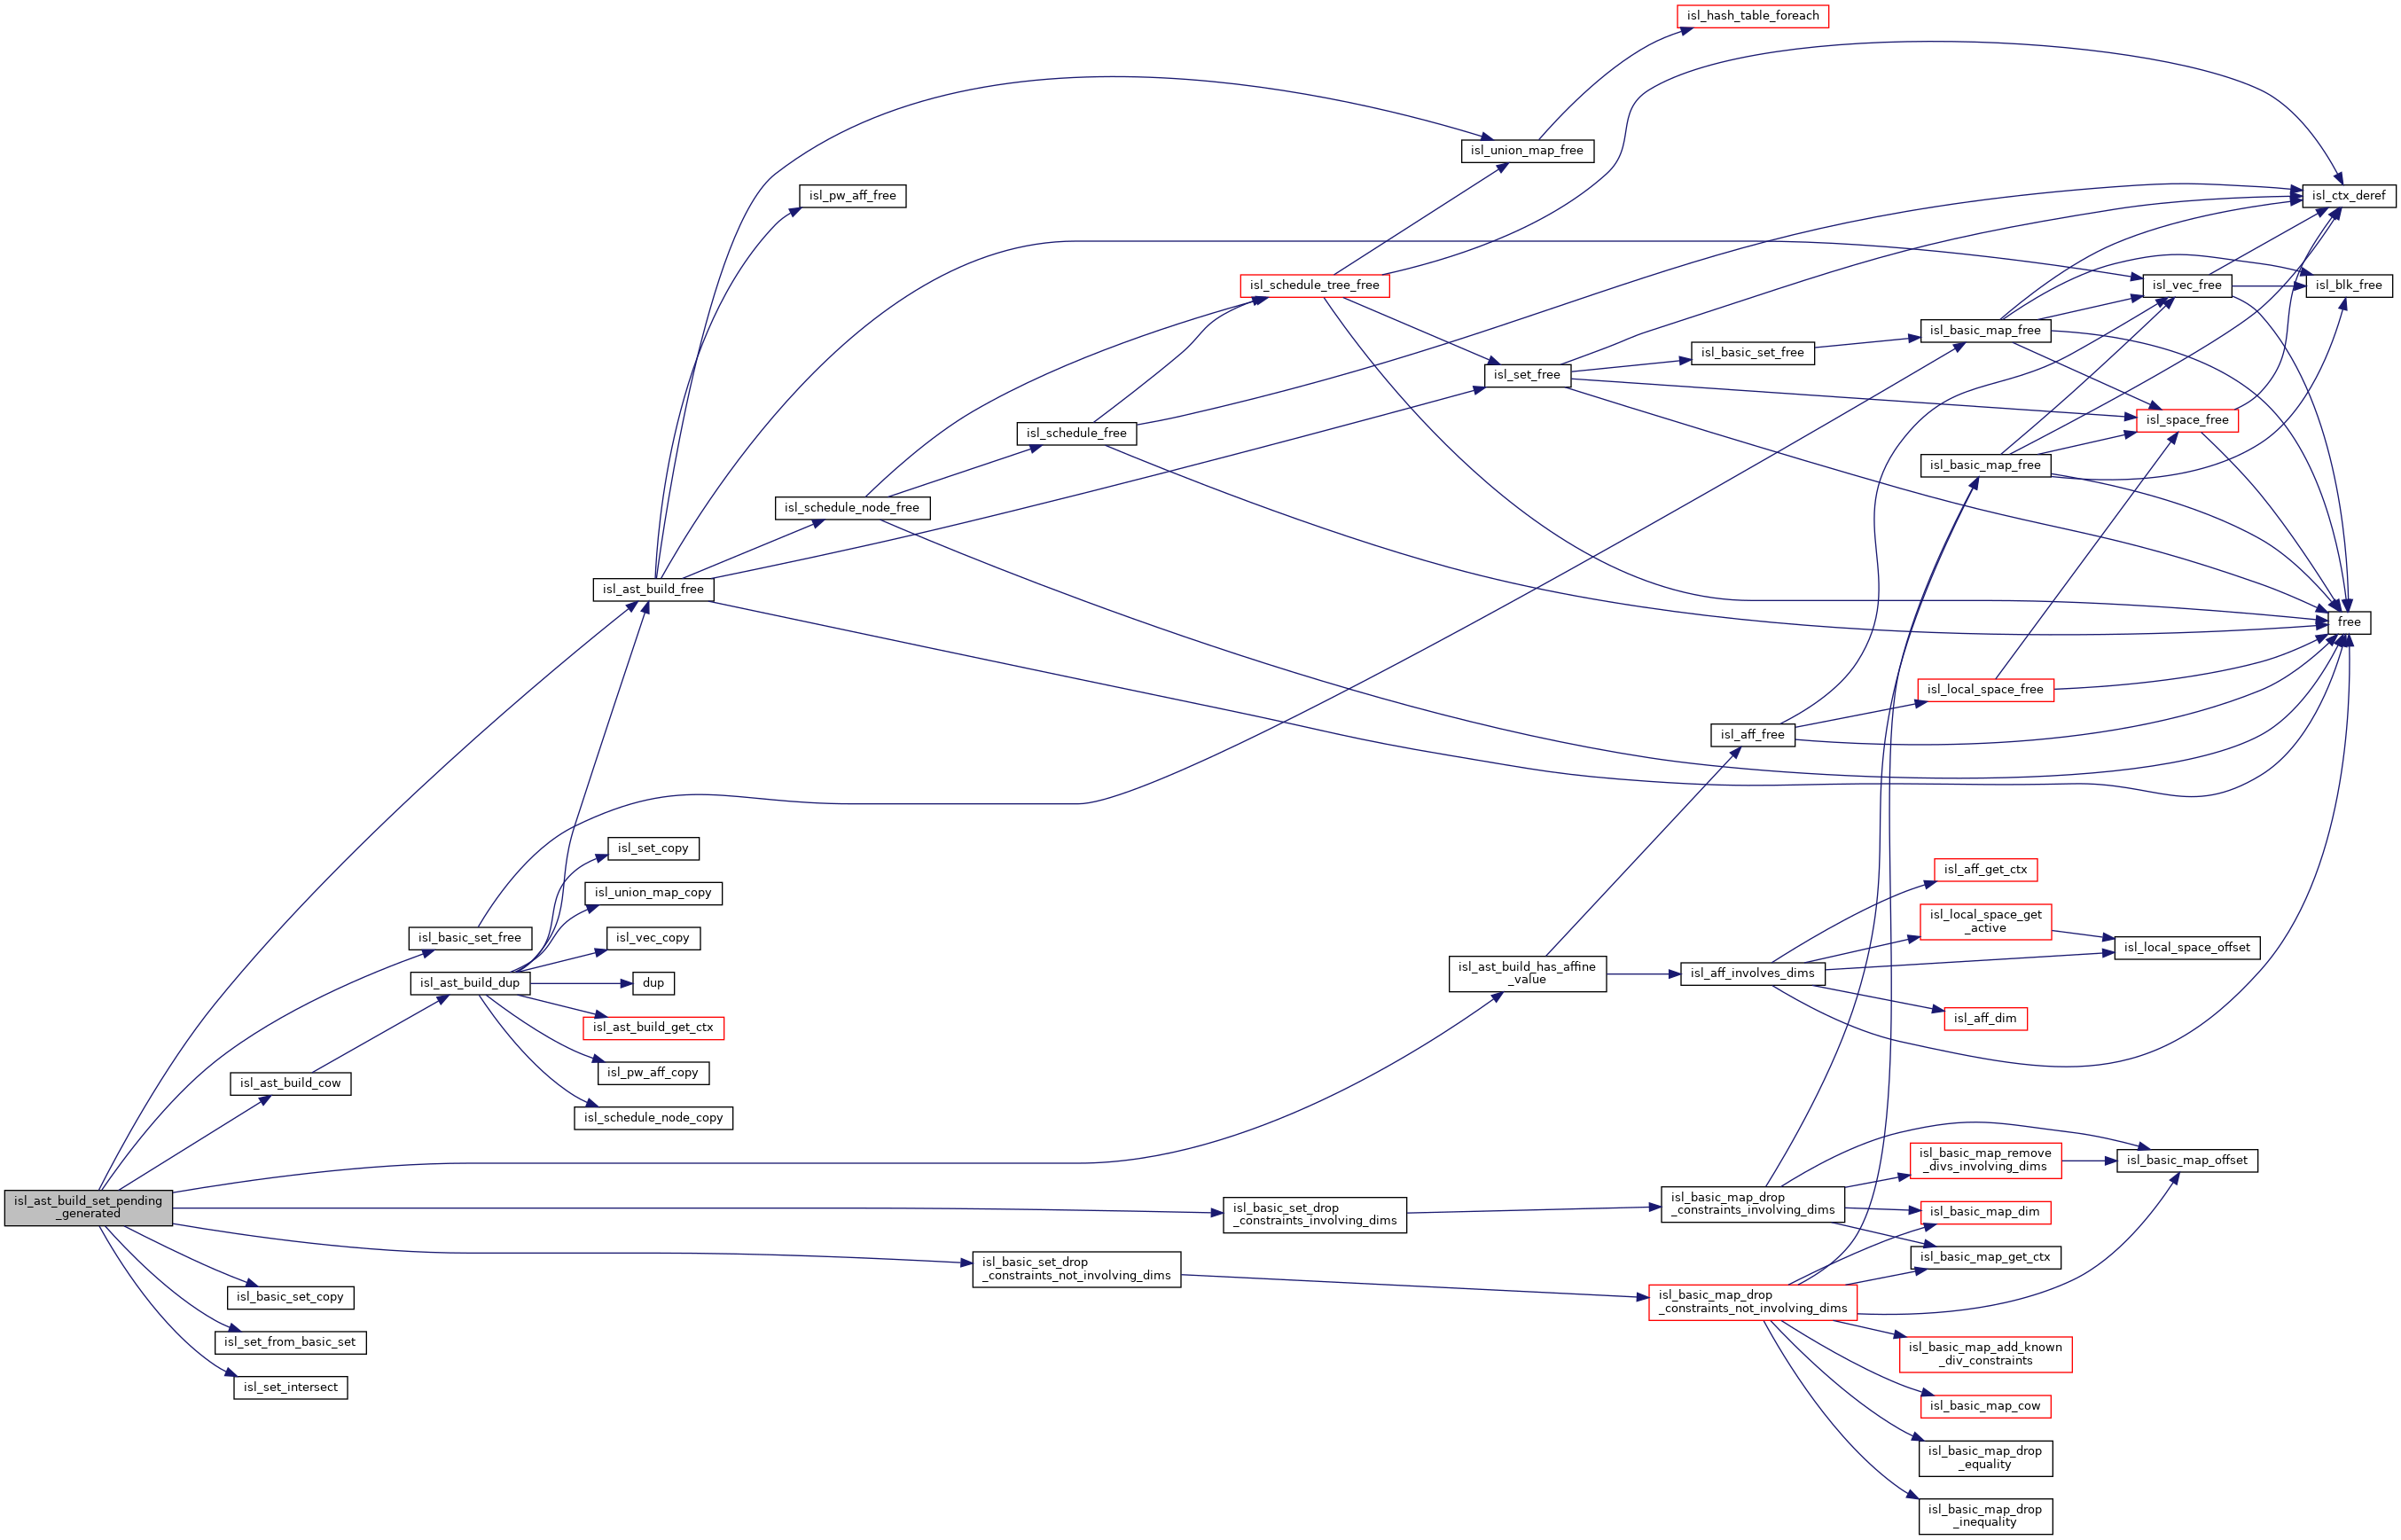 isl_hash_table_foreach
isl_union_map_free
isl_pw_aff_free
isl_ctx_deref
isl_schedule_tree_free
isl_vec_free
isl_blk_free
isl_basic_map_free
isl_basic_set_free
isl_set_free
isl_space_free
isl_schedule_free
isl_basic_map_free
isl_schedule_node_free
isl_ast_build_free
free
isl_local_space_free
isl_aff_free
isl_set_copy
isl_aff_get_ctx
isl_union_map_copy
isl_local_space_get
_active
isl_basic_set_free
isl_vec_copy
isl_local_space_offset
isl_ast_build_has_affine
_value
isl_aff_involves_dims
isl_ast_build_dup
dup
isl_aff_dim
isl_ast_build_get_ctx
isl_pw_aff_copy
isl_ast_build_cow
isl_schedule_node_copy
isl_basic_map_remove
_divs_involving_dims
isl_basic_map_offset
isl_ast_build_set_pending
_generated
isl_basic_set_drop
_constraints_involving_dims
isl_basic_map_drop
_constraints_involving_dims
isl_basic_map_dim
isl_basic_set_drop
_constraints_not_involving_dims
isl_basic_map_get_ctx
isl_basic_set_copy
isl_basic_map_drop
_constraints_not_involving_dims
isl_set_from_basic_set
isl_basic_map_add_known
_div_constraints
isl_set_intersect
isl_basic_map_cow
isl_basic_map_drop
_equality
isl_basic_map_drop
_inequality